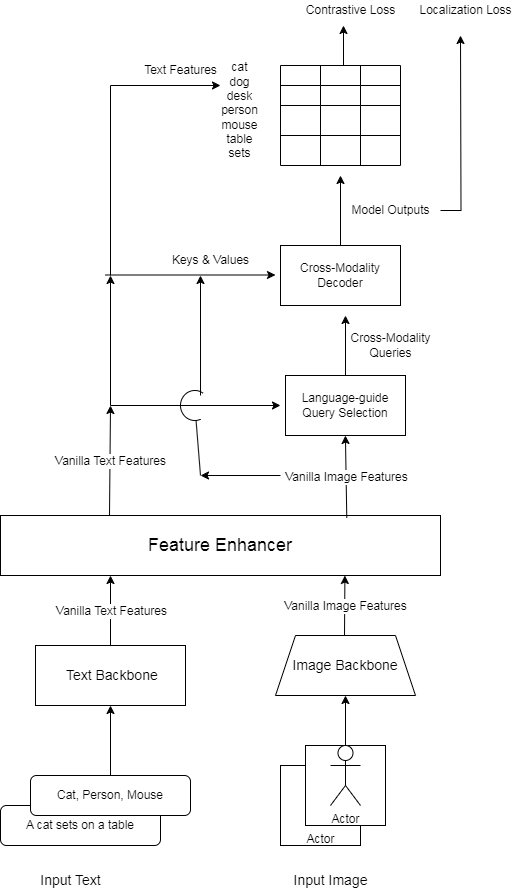 Contrastive Loss
Localization Loss
Text Features
cat
dog
desk
person
mouse
table
sets
Model Outputs
Keys & Values
Cross-Modality
Decoder
Cross-Modality
Queries
Language-guide
Query Selection
Vanilla Text Features
Vanilla Image Features
Feature Enhancer
Vanilla Text Features
Vanilla Image Features
Text Backbone
Image Backbone
Cat, Person, Mouse
A cat sets on a table
Actor
Actor
Input Text
Input Image